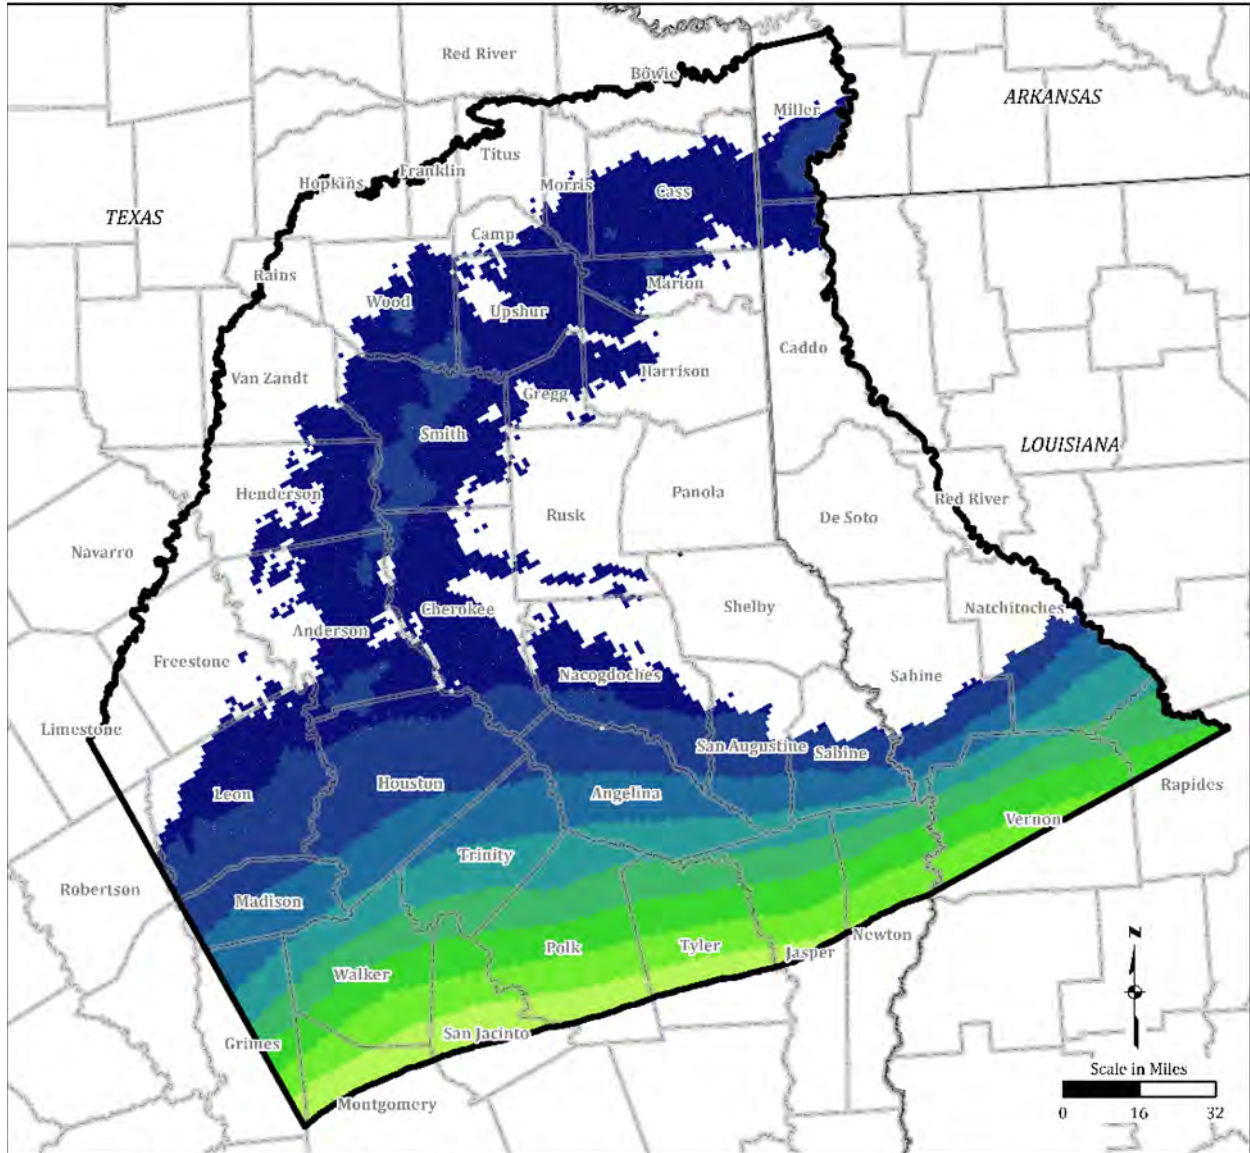 Red River
Bowie
ARKANSAS
Miller
Titus
Franklin
Hopkins
Morris
Cass
TEXAS
Camp
Rains
Marion
Wood
Upshur
Caddo
Harrison
Van Zandt
Gregg
Smith
LOUISIANA
Henderson
Panola
Red River
Rusk
De Soto
Navarro
Shelby
Natchitoches
Cherokee
Anderson
Freestone
Nacogdoches
Sabine
Limestone
San Augustine
Sabine
Houston
Rapides
Leon
Angelina
Vernon
Trinity
Robertson
Madison
Newton
N
Polk
Tyler
Jasper
Walker
San Jacinto
Grimes
Scale in Miles
Montgomery
0 16 32